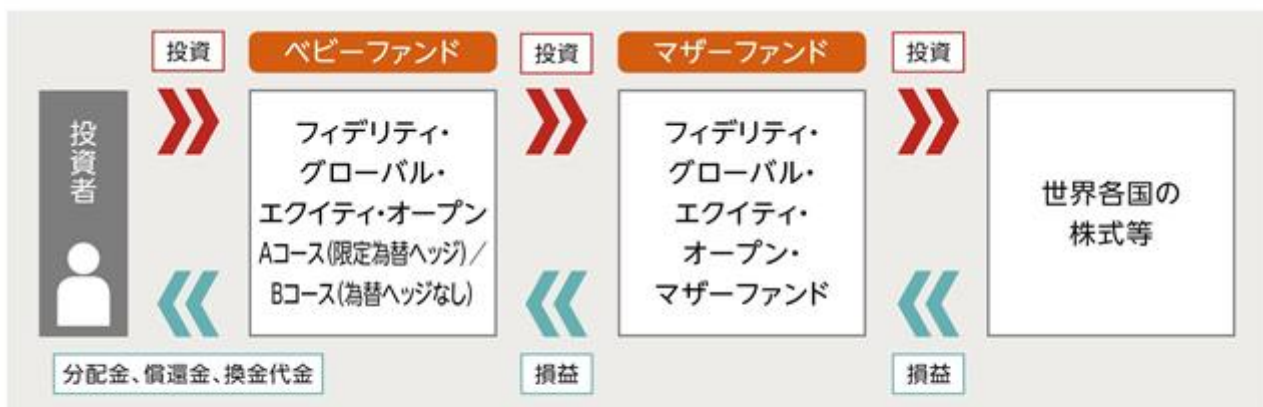 投資
ベビーファンド
投資
マザーファンド
投資
投資者
フィデリティ・
グローバル・
エクイティ・オープン
Aコース(限定為替ヘッジ)/
Bコース(為替ヘッジなし)
フィデリティ・
グローバル・
エクイティ・
オープン・
マザーファンド
世界各国の
株式等
分配金、償還金、換金代金
損益
損益